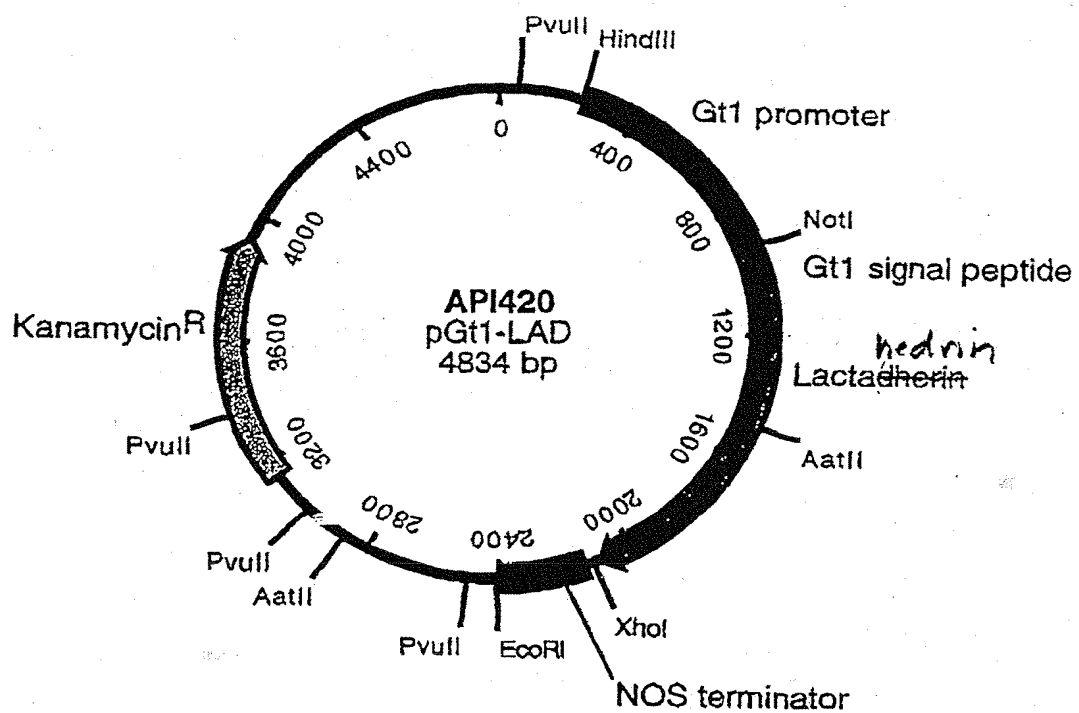 PvuII
HindIII
Gt1 promoter
0
400
4400
NotI
800
4000
Gt1 signal peptide
API420
pGt1-LAD
4834 bp
KanamycinR
3600
1200
hedrin
Lactadherin
1600
AatII
PvuII
3200
2000
2800
2400
PvuII
AatII
XhoI
PvuII
EcoRI
NOS terminator